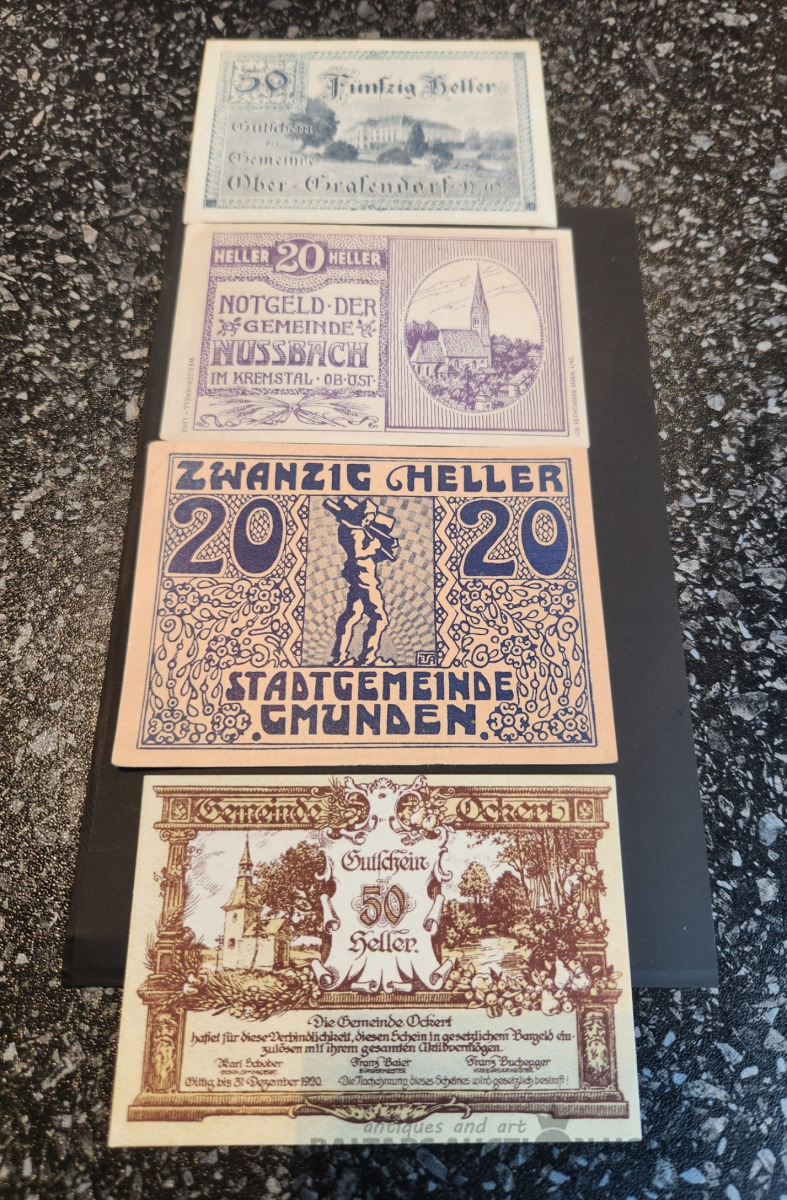 50 Fünfzig Heller
Gutschein
der
Gemeinde
Ober-Grafendorf N.Ö.
HELLER 20 HELLER
NOTGELD·DER
GEMEINDE
NUSSBACH
IM KREMSTAL·OB·ÖST·
ZWANZIG HELLER
20 20
STADTGEMEINDE
.GMUNDEN.
Gemeinde Ockert
Gutschein
auf
50
Heller.
Die Gemeinde Ockert
haftet für diese Verbindlichkeit, diesen Schein in gesetzlichem Bargeld ein-
zulösen mit ihrem gesamten Aktivvermögen.
Karl Schober Franz Baier Franz Buchegger
BÜRGERMEISTER VIZEBÜRGERMEISTER
Giltig bis 31 Dezember 1920. Die Nachahmung dieses Scheines wird gesetzlich bestraft!
antiques and art